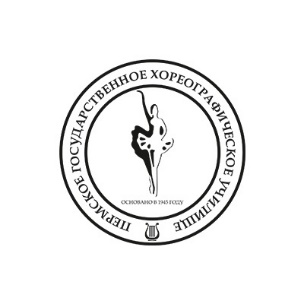 ПЕРМСКОЕ ГОСУДАРСТВЕННОЕ ХОРЕОГРАФИЧЕСКОЕ УЧИЛИЩЕ
ОСНОВАНО В 1945 ГОДУ